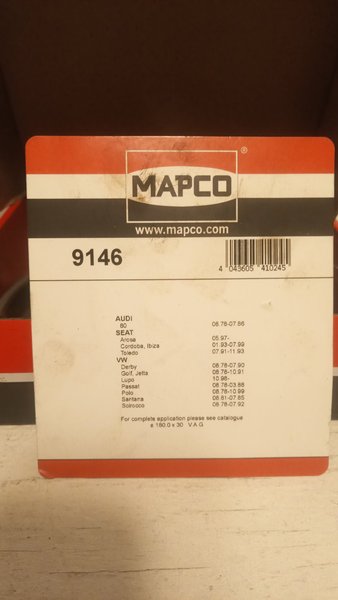 ®
MAPCO
www.mapco.com
9146
4 043605 410245
AUDI
80 08.78-07.86
SEAT
Arosa 05.97-
Cordoba, Ibiza 01.93-07.99
Toledo 07.91-11.93
VW
Derby 08.78-07.90
Golf, Jetta 08.78-10.91
Lupo 10.98-
Passat 08.78-03.88
Polo 08.78-10.99
Santana 08.81-07.85
Scirocco 08.78-07.92
For complete application please see catalogue
ø 180.0 x 30 V.A.G